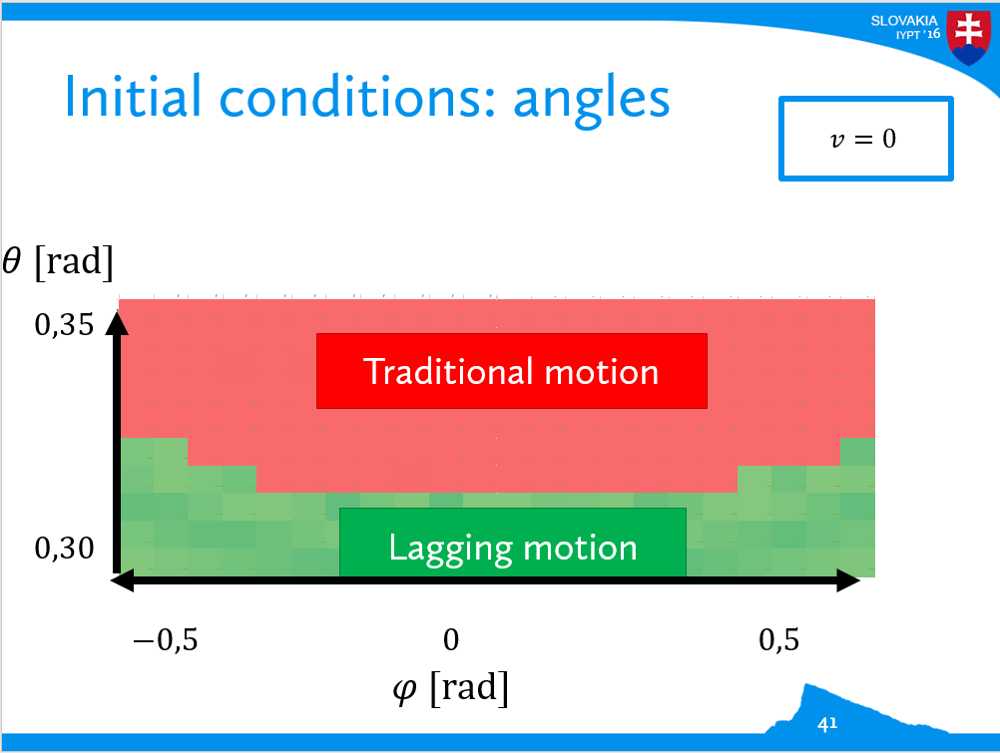 SLOVAKIA
IYPT '16
Initial conditions: angles
v = 0
θ [rad]
0,35
Traditional motion
0,30
Lagging motion
−0,5 0 0,5
φ [rad]
41